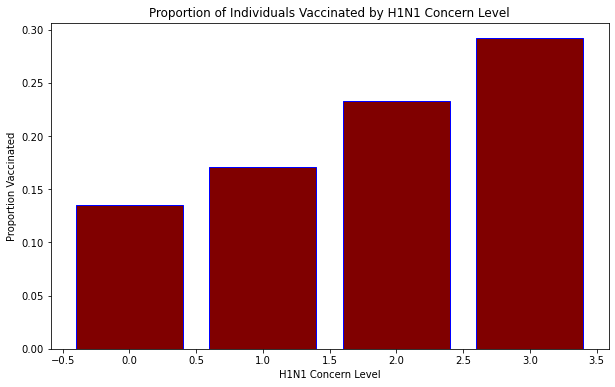 Proportion of Individuals Vaccinated by H1N1 Concern Level
0.30
0.25
0.20
0.15
0.10
0.05
0.00
Proportion Vaccinated
−0.5 0.0 0.5 1.0 1.5 2.0 2.5 3.0 3.5
H1N1 Concern Level